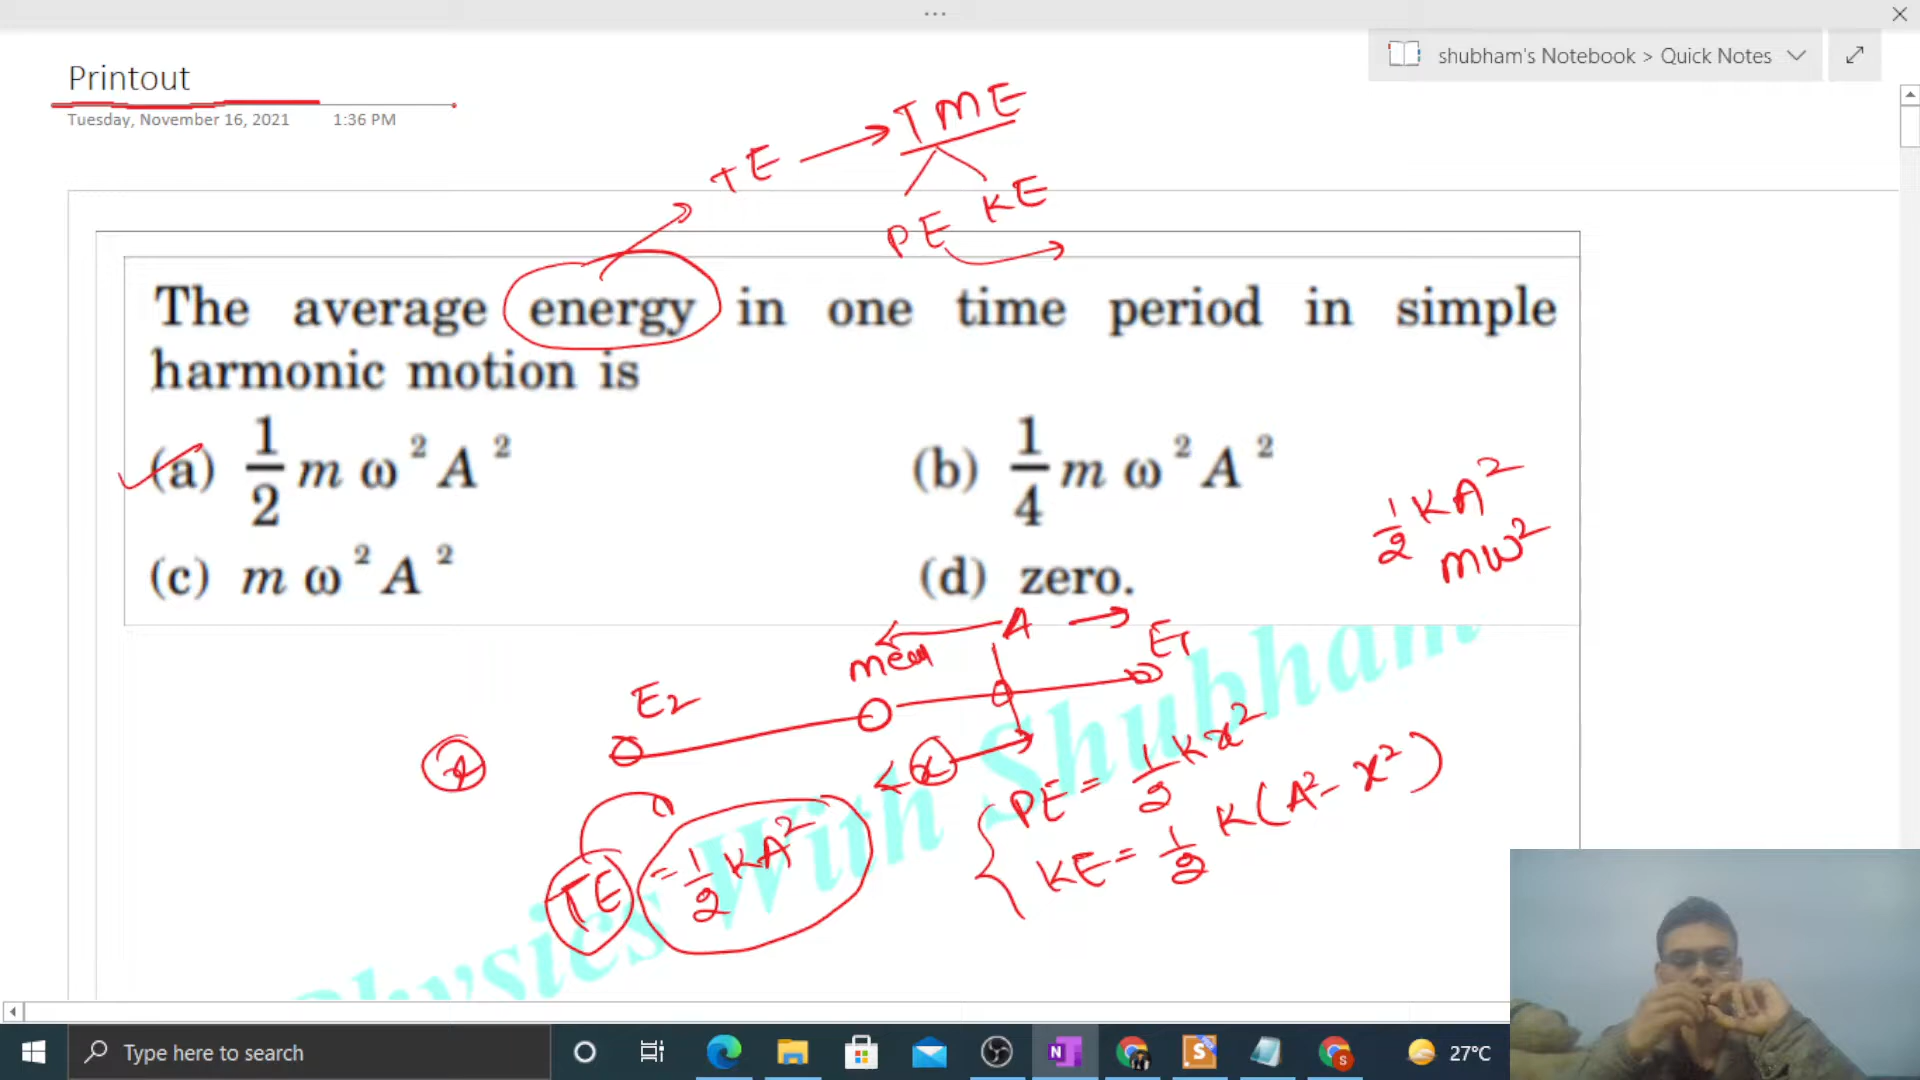 ...
shubham's Notebook > Quick Notes
Printout
Tuesday, November 16, 2021 1:36 PM
TE → TME
PE KE
The average energy in one time period in simple
harmonic motion is
(a) 1/2 m ω² A² (b) 1/4 m ω² A²
(c) m ω² A² (d) zero.
1/2 KA²
mω²
A
E₂ mean E₁
x x
PE = 1/2 Kx²
KE = 1/2 K(A² - x²)
TE = 1/2 KA²
Physics With Shubham
Type here to search
27°C